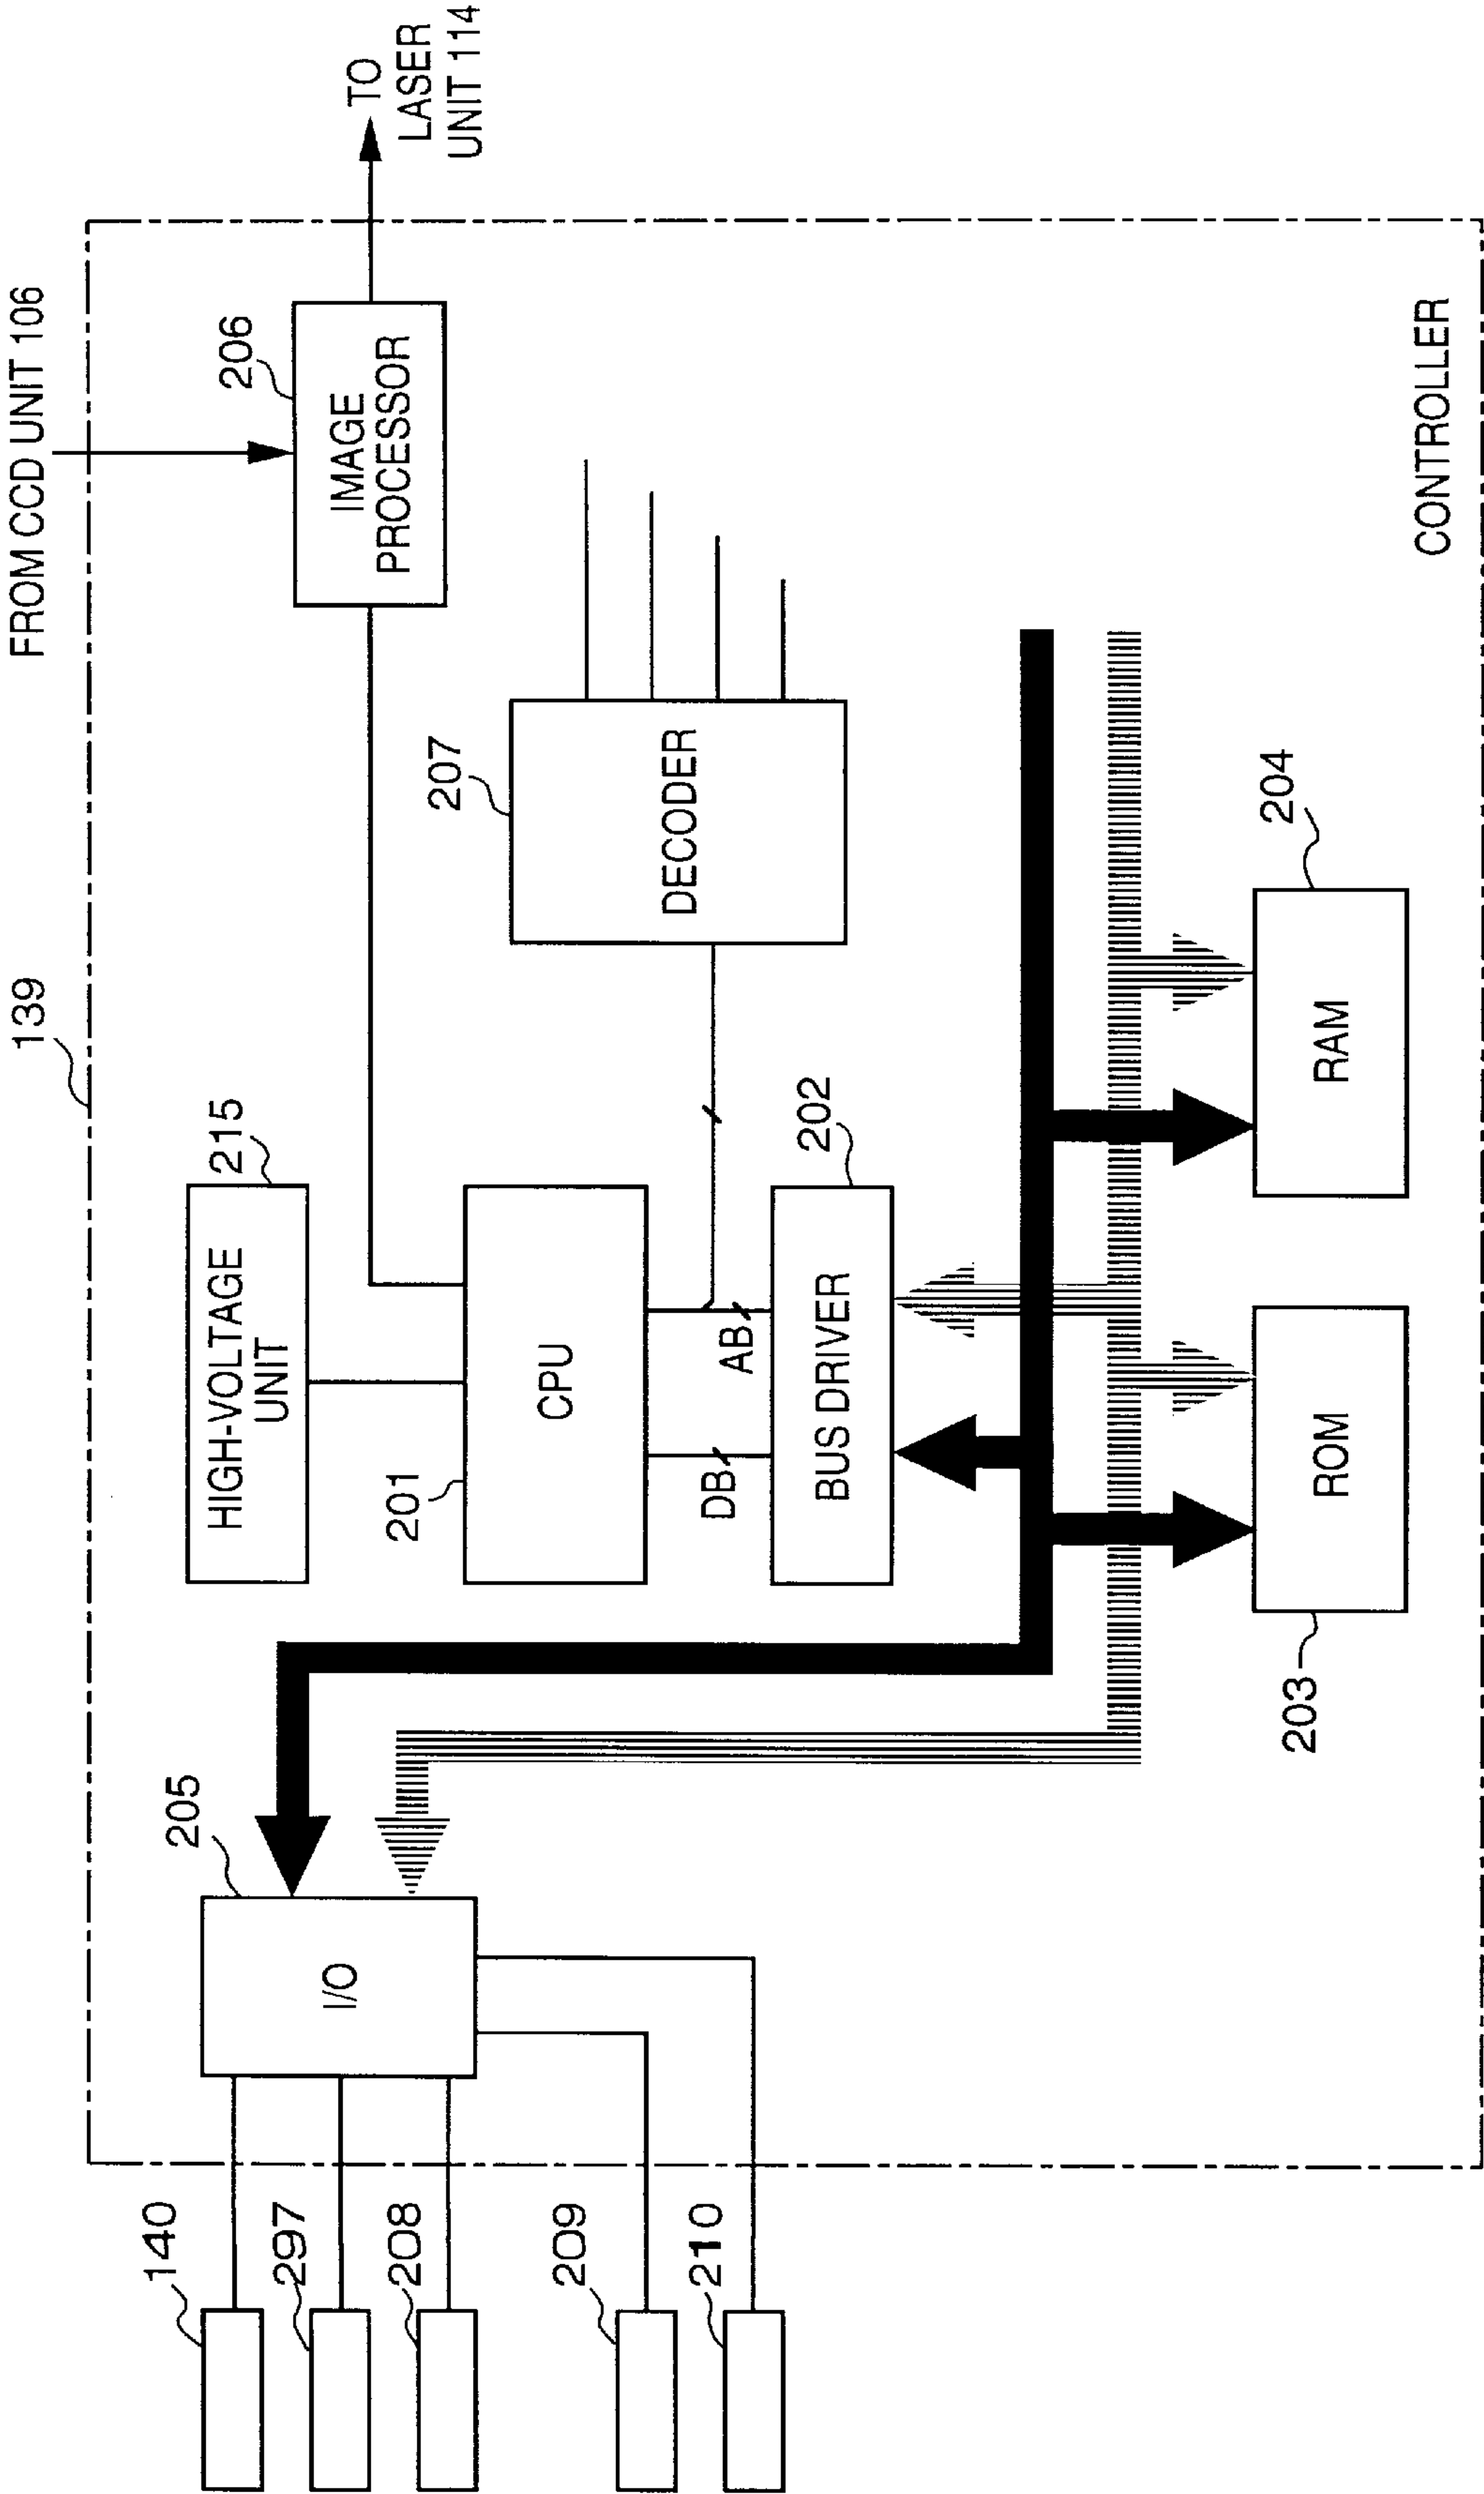 139
FROM CCD UNIT 106
140
205
215
HIGH-VOLTAGE
UNIT
206
297
I/O
IMAGE
PROCESSOR
TO
LASER
UNIT 114
208
201
CPU
207
209
DECODER
210
DB
AB
202
BUS DRIVER
203
ROM
204
RAM
CONTROLLER